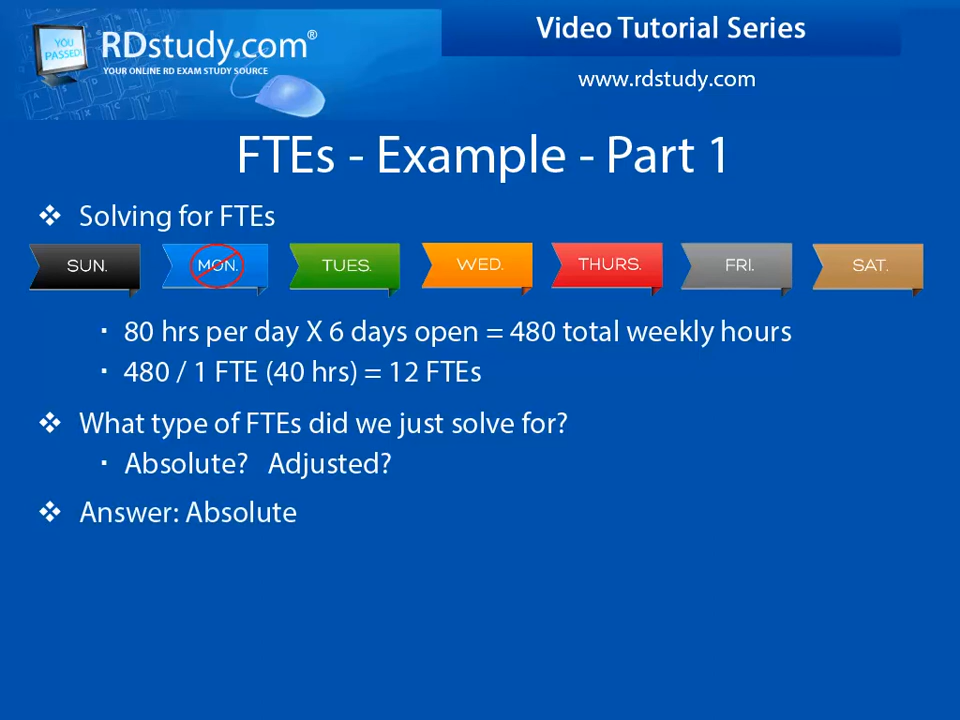 YOU
PASSED!
RDstudy.com®
YOUR ONLINE RD EXAM STUDY SOURCE
Video Tutorial Series
www.rdstudy.com
FTEs - Example - Part 1
❖ Solving for FTEs
SUN. MON. TUES. WED. THURS. FRI. SAT.
▪ 80 hrs per day X 6 days open = 480 total weekly hours
▪ 480 / 1 FTE (40 hrs) = 12 FTEs
❖ What type of FTEs did we just solve for?
▪ Absolute? Adjusted?
❖ Answer: Absolute